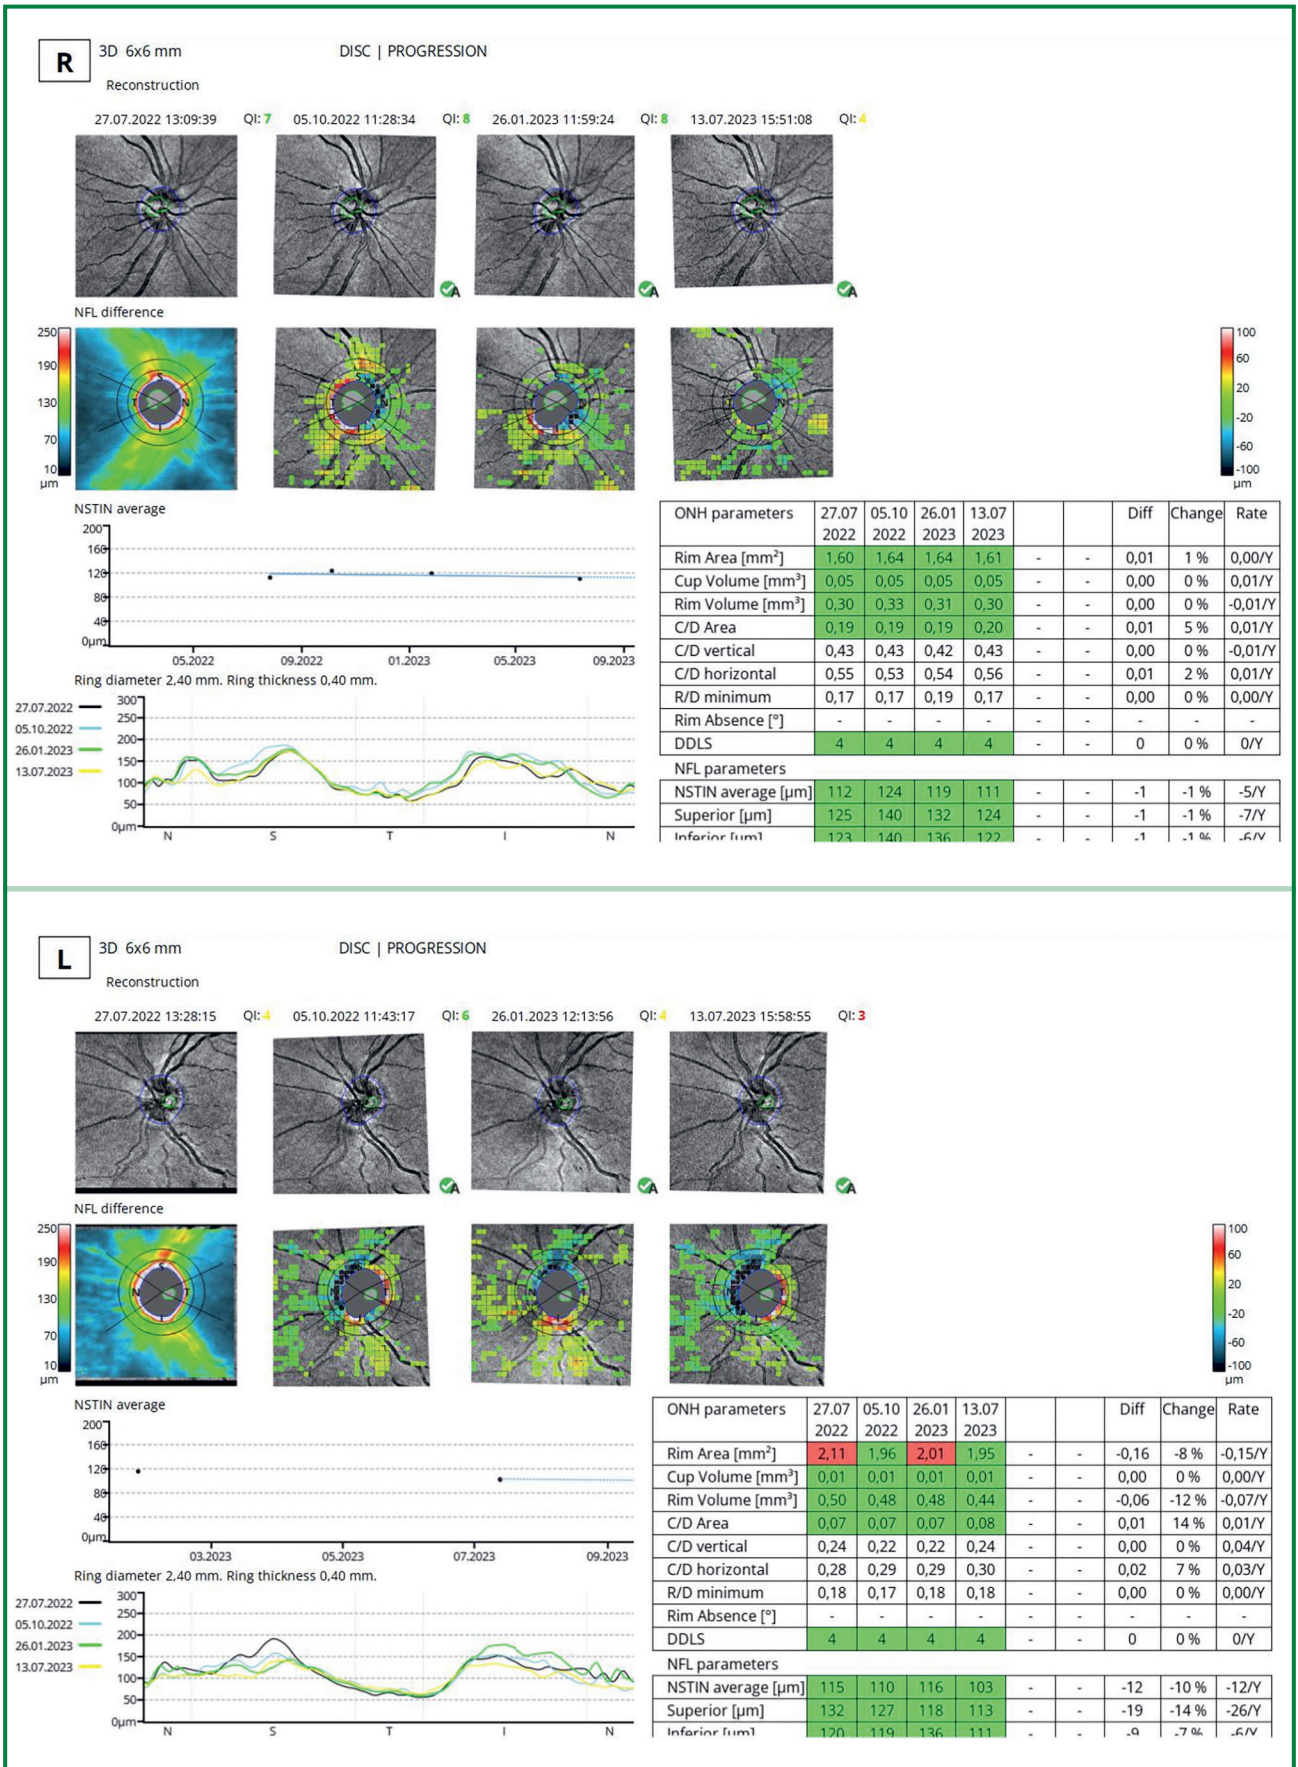 R 3D 6x6 mm DISC | PROGRESSION
Reconstruction
27.07.2022 13:09:39 QI: 7 05.10.2022 11:28:34 QI: 8 26.01.2023 11:59:24 QI: 8 13.07.2023 15:51:08 QI: 4
A A A
NFL difference
250 190 130 70 10 µm
S T N I
S N
S N
S
100 60 20 -20 -60 -100 µm
NSTIN average
200 160 120 80 40 0µm
05.2022 09.2022 01.2023 05.2023 09.2023
Ring diameter 2,40 mm. Ring thickness 0,40 mm.
27.07.2022
05.10.2022
26.01.2023
13.07.2023
300 250 200 150 100 50 0µm
N S T I N
ONH parameters 27.07 2022 05.10 2022 26.01 2023 13.07 2023 Diff Change Rate
Rim Area [mm²] 1,60 1,64 1,64 1,61 - - 0,01 1 % 0,00/Y
Cup Volume [mm³] 0,05 0,05 0,05 0,05 - - 0,00 0 % 0,01/Y
Rim Volume [mm³] 0,30 0,33 0,31 0,30 - - 0,00 0 % -0,01/Y
C/D Area 0,19 0,19 0,19 0,20 - - 0,01 5 % 0,01/Y
C/D vertical 0,43 0,43 0,42 0,43 - - 0,00 0 % -0,01/Y
C/D horizontal 0,55 0,53 0,54 0,56 - - 0,01 2 % 0,01/Y
R/D minimum 0,17 0,17 0,19 0,17 - - 0,00 0 % 0,00/Y
Rim Absence [°] - - - - - - - - -
DDLS 4 4 4 4 - - 0 0 % 0/Y
NFL parameters
NSTIN average [µm] 112 124 119 111 - - -1 -1 % -5/Y
Superior [µm] 125 140 132 124 - - -1 -1 % -7/Y
Inferior [µm] 123 140 136 122 - - -1 -1 % -6/Y
L 3D 6x6 mm DISC | PROGRESSION
Reconstruction
27.07.2022 13:28:15 QI: 4 05.10.2022 11:43:17 QI: 6 26.01.2023 12:13:56 QI: 4 13.07.2023 15:58:55 QI: 3
A A A
NFL difference
250 190 130 70 10 µm
S N T I
100 60 20 -20 -60 -100 µm
NSTIN average
200 160 120 80 40 0µm
03.2023 05.2023 07.2023 09.2023
Ring diameter 2,40 mm. Ring thickness 0,40 mm.
27.07.2022
05.10.2022
26.01.2023
13.07.2023
300 250 200 150 100 50 0µm
N S T I N
ONH parameters 27.07 2022 05.10 2022 26.01 2023 13.07 2023 Diff Change Rate
Rim Area [mm²] 2,11 1,96 2,01 1,95 - - -0,16 -8 % -0,15/Y
Cup Volume [mm³] 0,01 0,01 0,01 0,01 - - 0,00 0 % 0,00/Y
Rim Volume [mm³] 0,50 0,48 0,48 0,44 - - -0,06 -12 % -0,07/Y
C/D Area 0,07 0,07 0,07 0,08 - - 0,01 14 % 0,01/Y
C/D vertical 0,24 0,22 0,22 0,24 - - 0,00 0 % 0,04/Y
C/D horizontal 0,28 0,29 0,29 0,30 - - 0,02 7 % 0,03/Y
R/D minimum 0,18 0,17 0,18 0,18 - - 0,00 0 % 0,00/Y
Rim Absence [°] - - - - - - - - -
DDLS 4 4 4 4 - - 0 0 % 0/Y
NFL parameters
NSTIN average [µm] 115 110 116 103 - - -12 -10 % -12/Y
Superior [µm] 132 127 118 113 - - -19 -14 % -26/Y
Inferior [µm] 120 119 136 111 - - -9 -7 % -6/Y